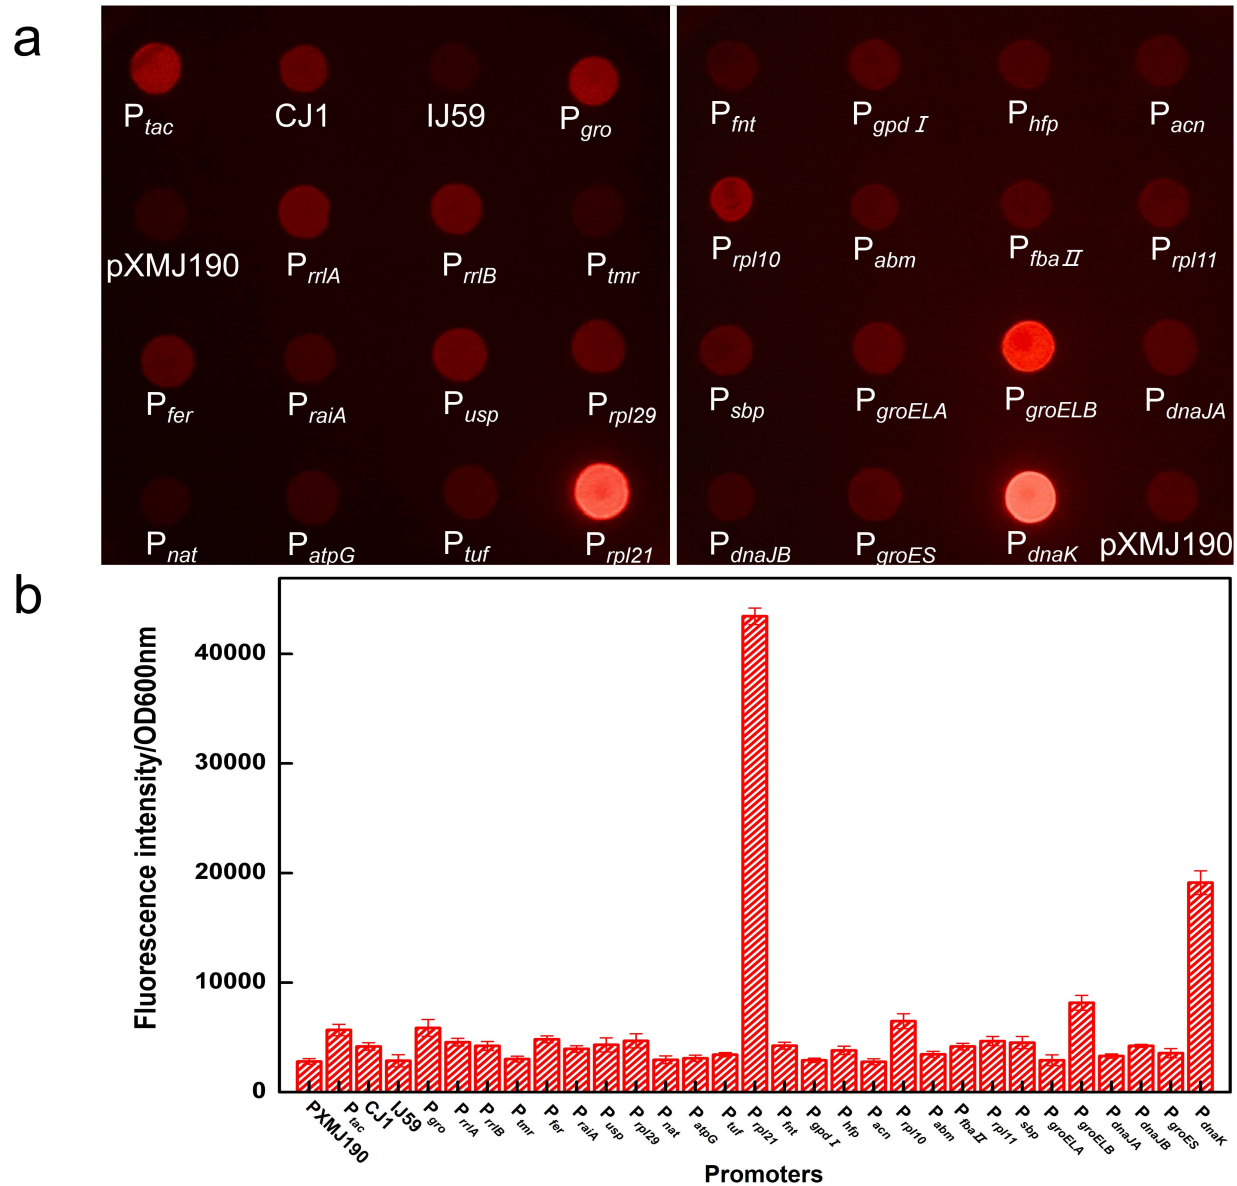 a
Ptac CJ1 IJ59 Pgro
pXMJ190 PrrlA PrrlB Ptmr
Pfer PraiA Pusp Prpl29
Pnat PatpG Ptuf Prpl21
Pfnt Pgpd I Phfp Pacn
Prpl10 Pabm Pfba II Prpl11
Psbp PgroELA PgroELB PdnaJA
PdnaJB PgroES PdnaK pXMJ190
b
Fluorescence intensity/OD600nm
40000
30000
20000
10000
0
PXMJ190 Ptac CJ1 IJ59 Pgro PrrlA PrrlB Ptmr Pfer PraiA Pusp Prpl29 Pnat PatpG Ptuf Prpl21 Pfnt Pgpd I Phfp Pacn Prpl10 Pabm Pfba II Prpl11 Psbp PgroELA PgroELB PdnaJA PdnaJB PgroES PdnaK
Promoters